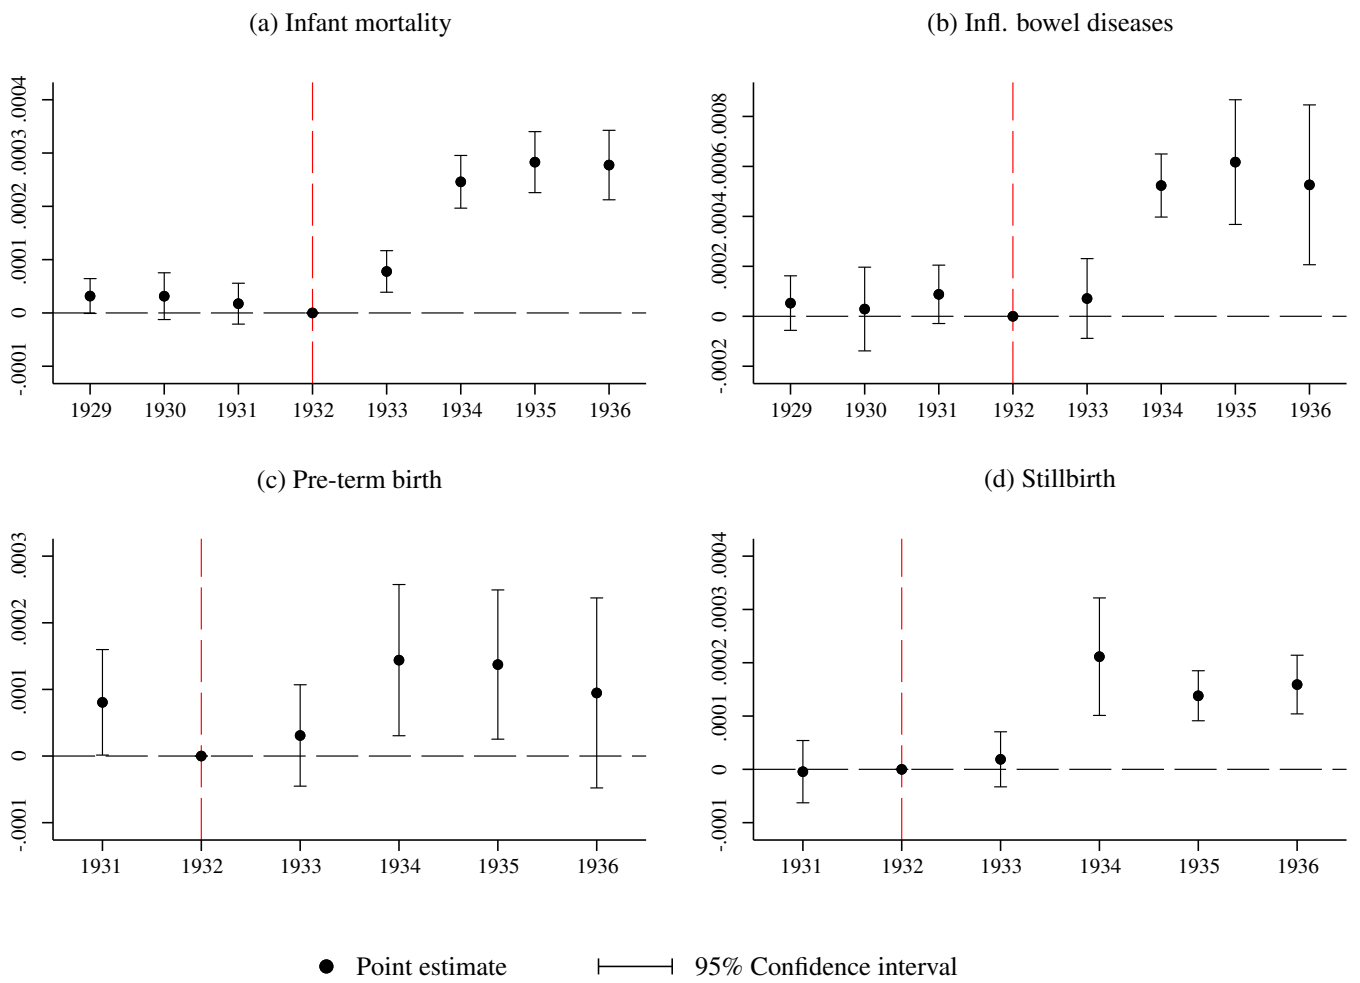 (a) Infant mortality
.0004
.0003
.0002
.0001
0
-.0001
1929 1930 1931 1932 1933 1934 1935 1936
(b) Infl. bowel diseases
.0008
.0006
.0004
.0002
0
-.0002
1929 1930 1931 1932 1933 1934 1935 1936
(c) Pre-term birth
.0003
.0002
.0001
0
-.0001
1931 1932 1933 1934 1935 1936
(d) Stillbirth
.0004
.0003
.0002
.0001
0
-.0001
1931 1932 1933 1934 1935 1936
Point estimate 95% Confidence interval